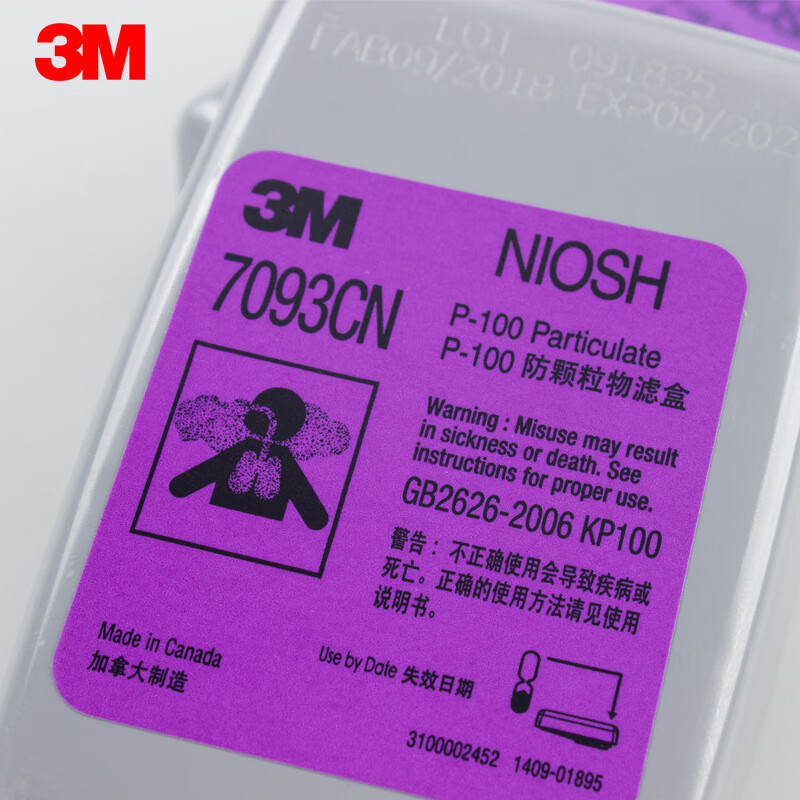 3M
NIOSH
LOT 091825
FAB09/2018 EXP09/202
3M
NIOSH
7093CN
P-100 Particulate
P-100 防颗粒物滤盒
Warning : Misuse may result
in sickness or death. See
instructions for proper use.
GB2626-2006 KP100
警告：不正确使用会导致疾病或
死亡。正确的使用方法请见使用
说明书。
Made in Canada
加拿大制造
Use by Date 失效日期
3100002452 1409-01895